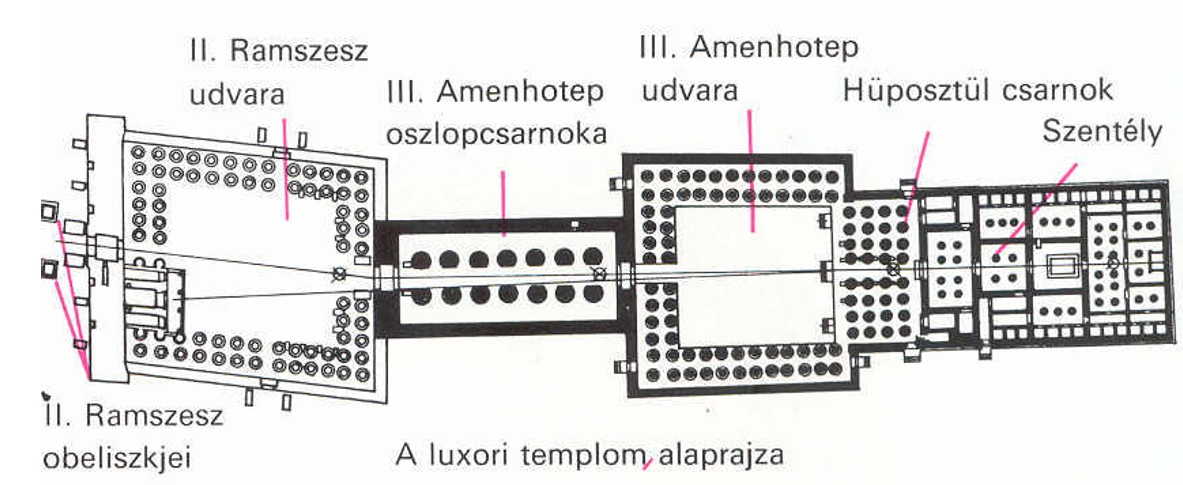 II. Ramszesz
udvara
III. Amenhotep
oszlopcsarnoka
III. Amenhotep
udvara
Hüposztül csarnok
Szentély
II. Ramszesz
obeliszkjei
A luxori templom alaprajza